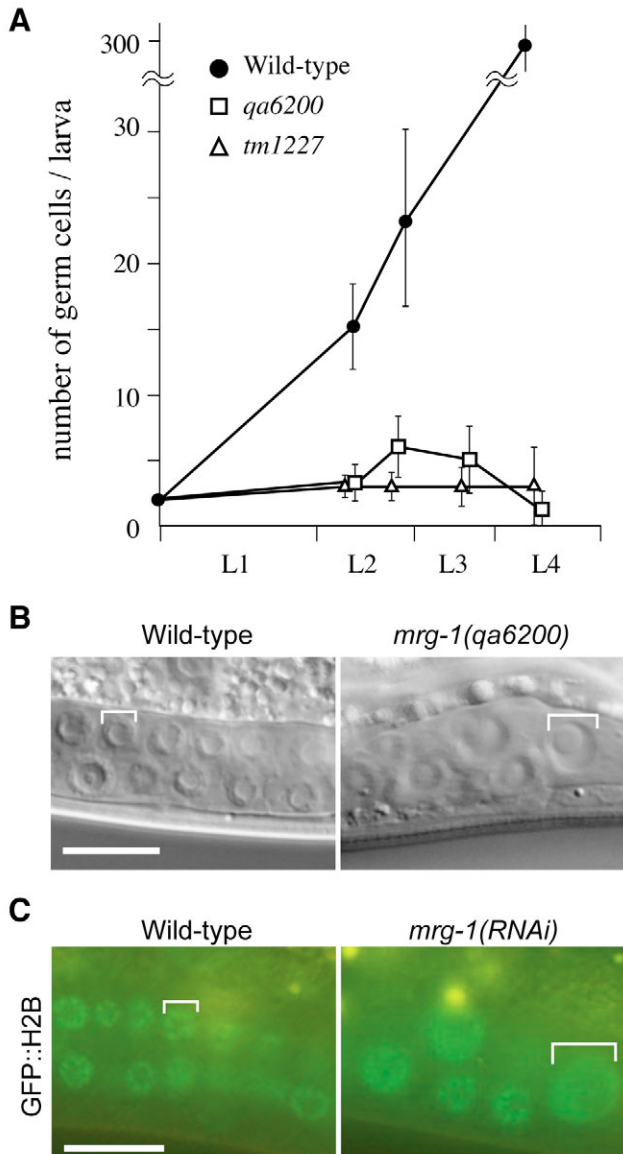 A
number of germ cells / larva
300
30
20
10
0
Wild-type
qa6200
tm1227
L1 L2 L3 L4
B
Wild-type mrg-1(qa6200)
C
Wild-type mrg-1(RNAi)
GFP::H2B